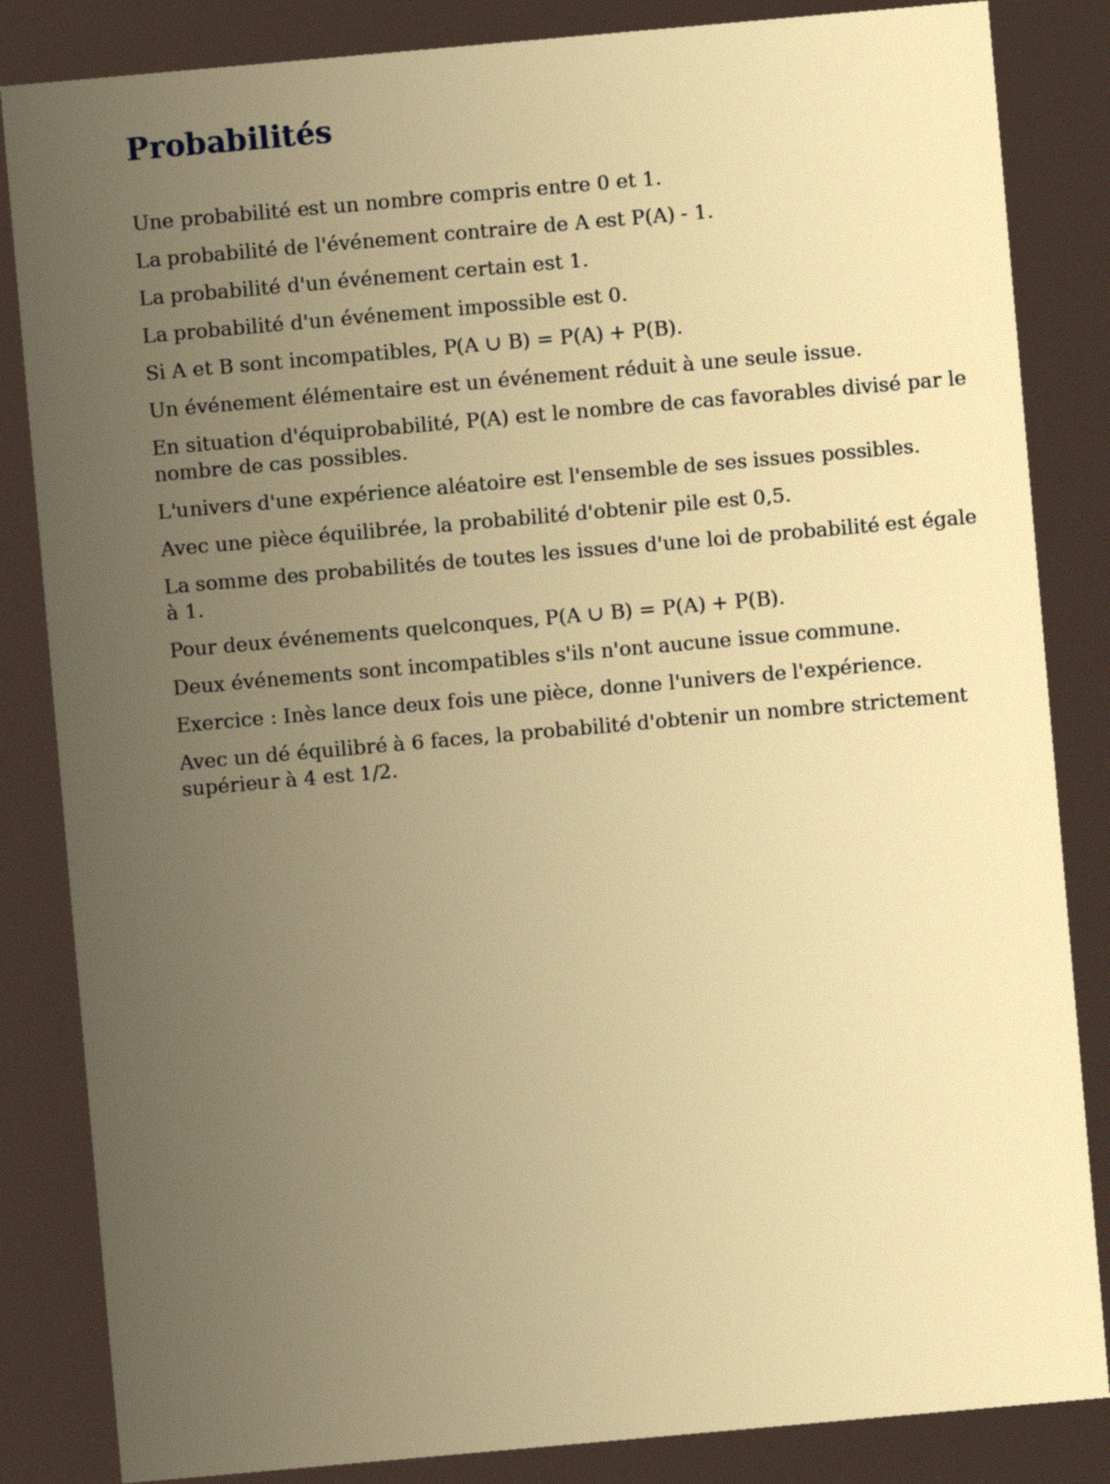 Probabilités
Une probabilité est un nombre compris entre 0 et 1.
La probabilité de l'événement contraire de A est P(A) - 1.
La probabilité d'un événement certain est 1.
La probabilité d'un événement impossible est 0.
Si A et B sont incompatibles, P(A ∪ B) = P(A) + P(B).
Un événement élémentaire est un événement réduit à une seule issue.
En situation d'équiprobabilité, P(A) est le nombre de cas favorables divisé par le
nombre de cas possibles.
L'univers d'une expérience aléatoire est l'ensemble de ses issues possibles.
Avec une pièce équilibrée, la probabilité d'obtenir pile est 0,5.
La somme des probabilités de toutes les issues d'une loi de probabilité est égale
à 1.
Pour deux événements quelconques, P(A ∪ B) = P(A) + P(B).
Deux événements sont incompatibles s'ils n'ont aucune issue commune.
Exercice : Inès lance deux fois une pièce, donne l'univers de l'expérience.
Avec un dé équilibré à 6 faces, la probabilité d'obtenir un nombre strictement
supérieur à 4 est 1/2.